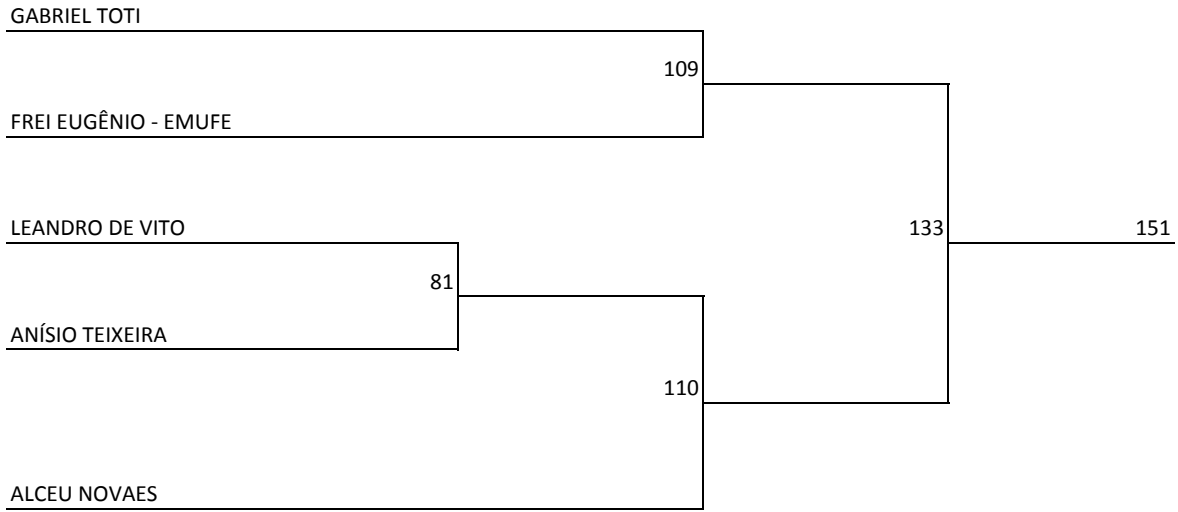 GABRIEL TOTI
109
FREI EUGÊNIO - EMUFE
LEANDRO DE VITO
133
151
81
ANÍSIO TEIXEIRA
110
ALCEU NOVAES